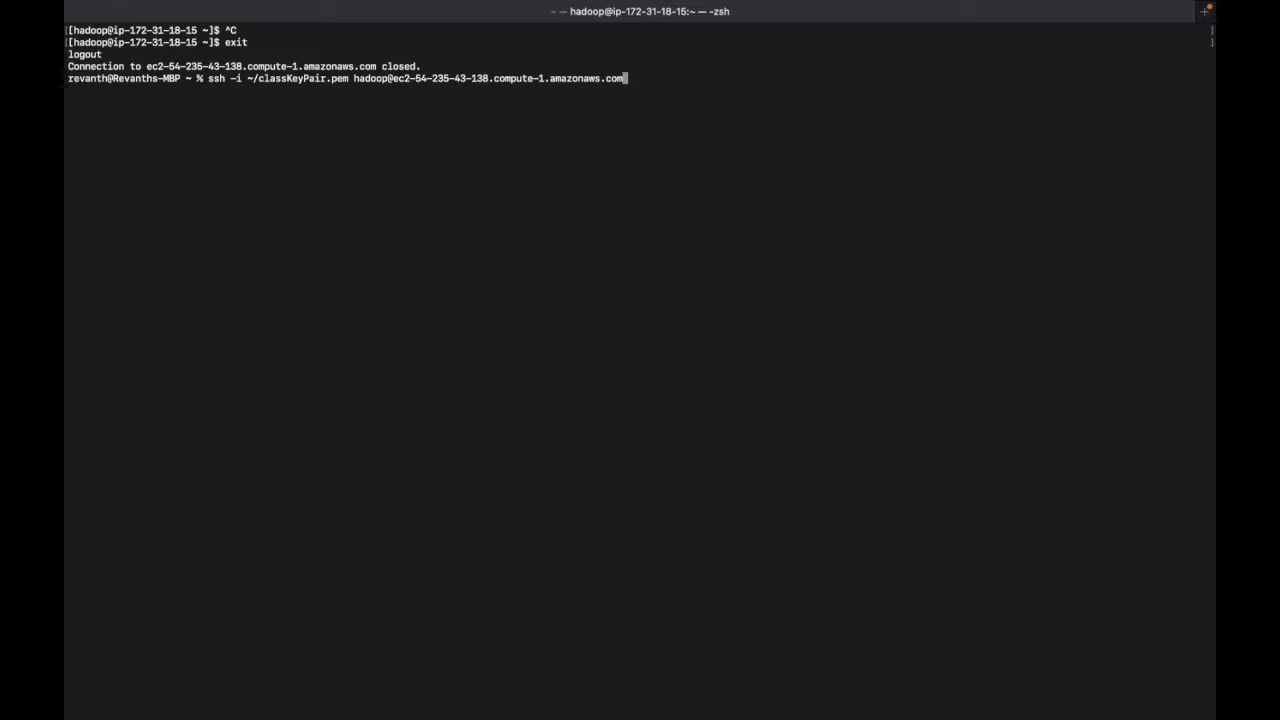 ~ — hadoop@ip-172-31-18-15:~ — -zsh
[[hadoop@ip-172-31-18-15 ~]$ ^C ]
[[hadoop@ip-172-31-18-15 ~]$ exit ]
logout
Connection to ec2-54-235-43-138.compute-1.amazonaws.com closed.
revanth@Revanths-MBP ~ % ssh -i ~/classKeyPair.pem hadoop@ec2-54-235-43-138.compute-1.amazonaws.com